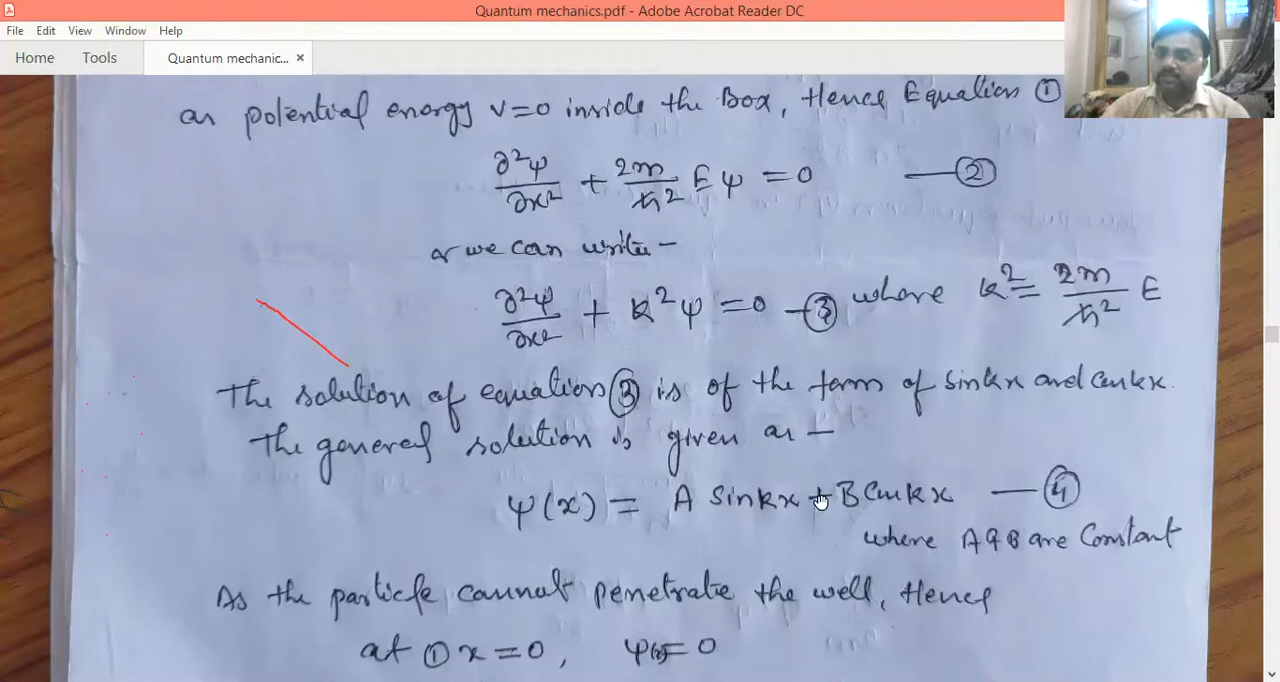 Quantum mechanics.pdf - Adobe Acrobat Reader DC
File Edit View Window Help
Home Tools Quantum mechanic... ×
as potential energy V=0 inside the Box, Hence Equation ①
∂²ψ/∂x² + 2m/ħ² E ψ = 0 —②
or we can write –
∂²ψ/∂x² + k²ψ = 0 –③ where k² = 2m/ħ² E
The solution of equation ③ is of the form of sinkx and coskx.
The general solution is given as –
ψ(x) = A sinkx + B coskx —④
where A & B are Constant
As the particle cannot penetrate the well, Hence
at ① x = 0, ψ(x) = 0